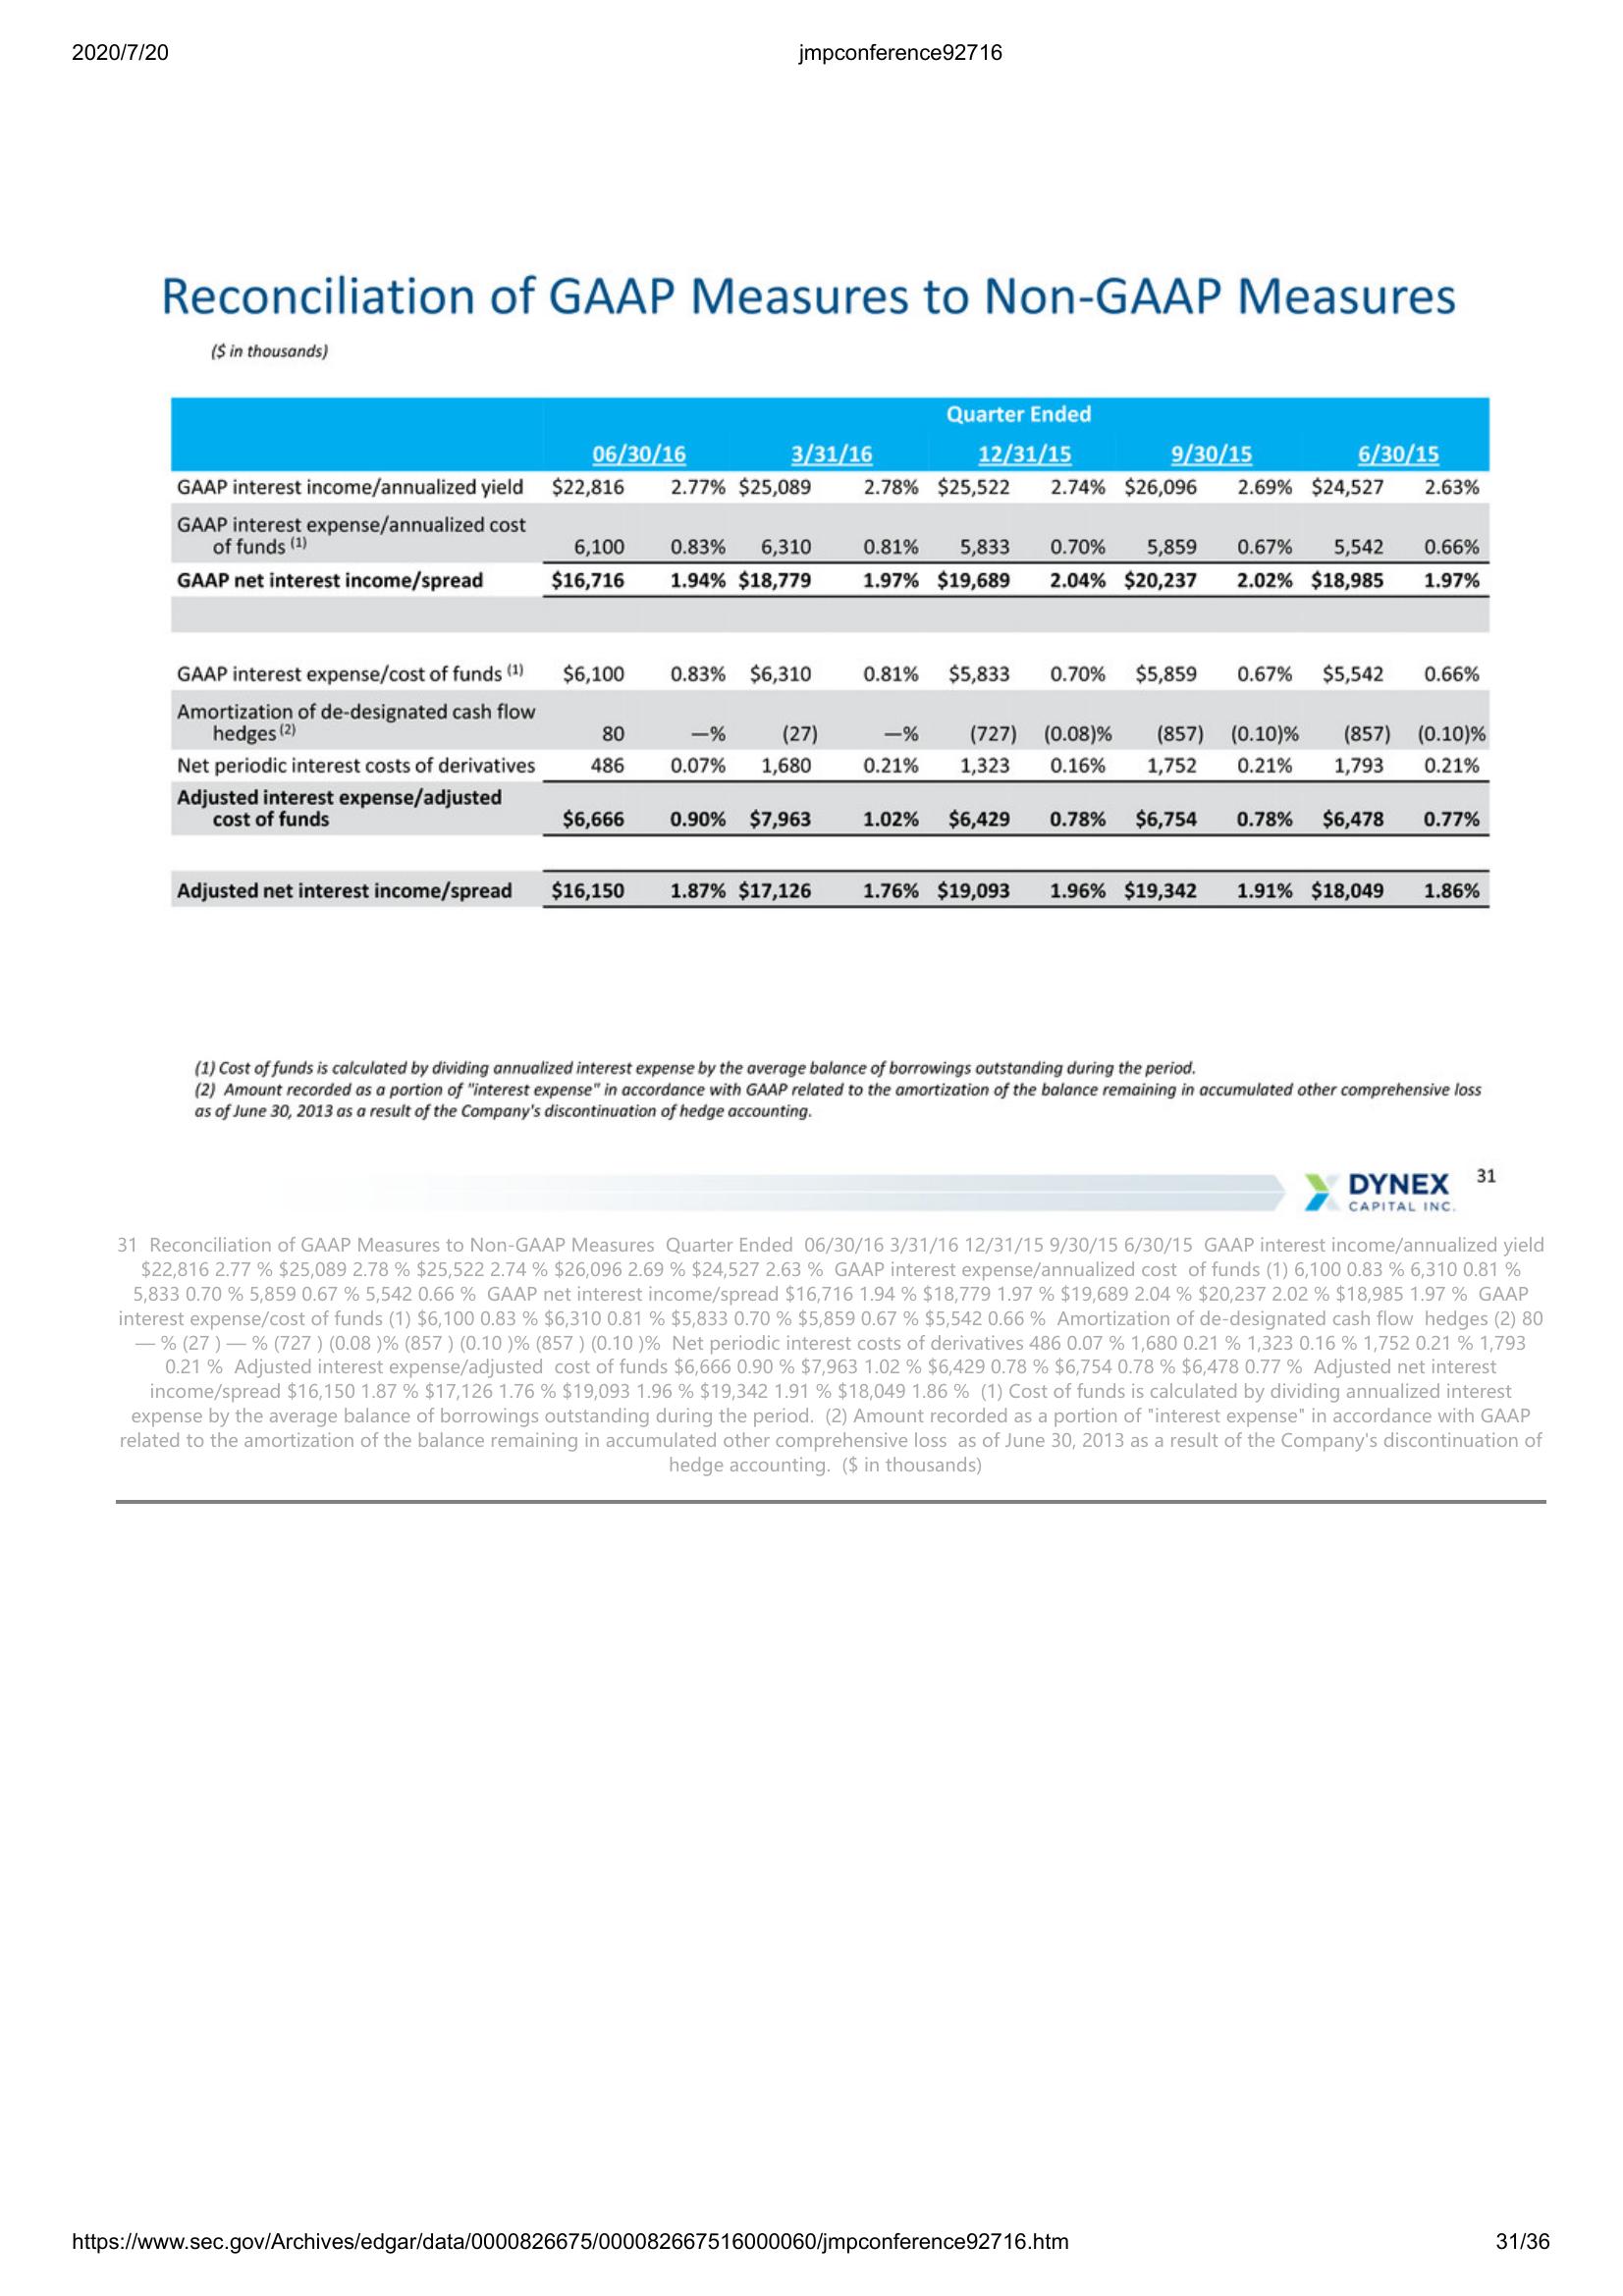 2020/7/20 jmpconference92716
Reconciliation of GAAP Measures to Non-GAAP Measures
($ in thousands)
Quarter Ended
06/30/16 3/31/16 12/31/15 9/30/15 6/30/15
GAAP interest income/annualized yield $22,816 2.77% $25,089 2.78% $25,522 2.74% $26,096 2.69% $24,527 2.63%
GAAP interest expense/annualized cost
of funds (1) 6,100 0.83% 6,310 0.81% 5,833 0.70% 5,859 0.67% 5,542 0.66%
GAAP net interest income/spread $16,716 1.94% $18,779 1.97% $19,689 2.04% $20,237 2.02% $18,985 1.97%
GAAP interest expense/cost of funds (1) $6,100 0.83% $6,310 0.81% $5,833 0.70% $5,859 0.67% $5,542 0.66%
Amortization of de-designated cash flow
hedges (2) 80 —% (27) —% (727) (0.08)% (857) (0.10)% (857) (0.10)%
Net periodic interest costs of derivatives 486 0.07% 1,680 0.21% 1,323 0.16% 1,752 0.21% 1,793 0.21%
Adjusted interest expense/adjusted
cost of funds $6,666 0.90% $7,963 1.02% $6,429 0.78% $6,754 0.78% $6,478 0.77%
Adjusted net interest income/spread $16,150 1.87% $17,126 1.76% $19,093 1.96% $19,342 1.91% $18,049 1.86%
(1) Cost of funds is calculated by dividing annualized interest expense by the average balance of borrowings outstanding during the period.
(2) Amount recorded as a portion of "interest expense" in accordance with GAAP related to the amortization of the balance remaining in accumulated other comprehensive loss
as of June 30, 2013 as a result of the Company's discontinuation of hedge accounting.
DYNEX 31
CAPITAL INC.
31 Reconciliation of GAAP Measures to Non-GAAP Measures Quarter Ended 06/30/16 3/31/16 12/31/15 9/30/15 6/30/15 GAAP interest income/annualized yield
$22,816 2.77 % $25,089 2.78 % $25,522 2.74 % $26,096 2.69 % $24,527 2.63 % GAAP interest expense/annualized cost of funds (1) 6,100 0.83 % 6,310 0.81 %
5,833 0.70 % 5,859 0.67 % 5,542 0.66 % GAAP net interest income/spread $16,716 1.94 % $18,779 1.97 % $19,689 2.04 % $20,237 2.02 % $18,985 1.97 % GAAP
interest expense/cost of funds (1) $6,100 0.83 % $6,310 0.81 % $5,833 0.70 % $5,859 0.67 % $5,542 0.66 % Amortization of de-designated cash flow hedges (2) 80
— % (27 ) — % (727 ) (0.08 )% (857 ) (0.10 )% (857 ) (0.10 )% Net periodic interest costs of derivatives 486 0.07 % 1,680 0.21 % 1,323 0.16 % 1,752 0.21 % 1,793
0.21 % Adjusted interest expense/adjusted cost of funds $6,666 0.90 % $7,963 1.02 % $6,429 0.78 % $6,754 0.78 % $6,478 0.77 % Adjusted net interest
income/spread $16,150 1.87 % $17,126 1.76 % $19,093 1.96 % $19,342 1.91 % $18,049 1.86 % (1) Cost of funds is calculated by dividing annualized interest
expense by the average balance of borrowings outstanding during the period. (2) Amount recorded as a portion of "interest expense" in accordance with GAAP
related to the amortization of the balance remaining in accumulated other comprehensive loss as of June 30, 2013 as a result of the Company's discontinuation of
hedge accounting. ($ in thousands)
https://www.sec.gov/Archives/edgar/data/0000826675/000082667516000060/jmpconference92716.htm 31/36